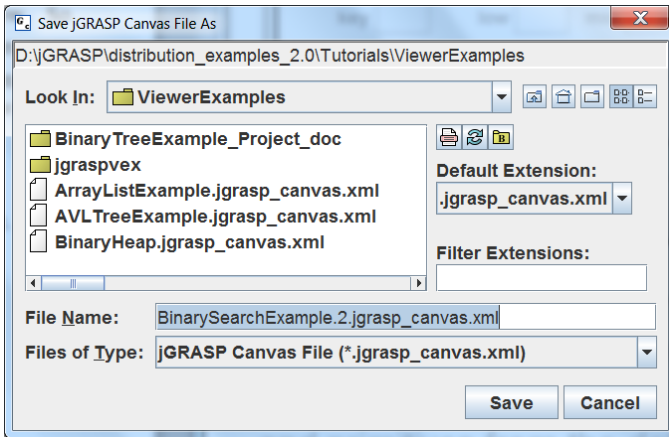 Save jGRASP Canvas File As
D:\jGRASP\distribution_examples_2.0\Tutorials\ViewerExamples
Look In: ViewerExamples
BinaryTreeExample_Project_doc
jgraspvex
ArrayListExample.jgrasp_canvas.xml
AVLTreeExample.jgrasp_canvas.xml
BinaryHeap.jgrasp_canvas.xml
Default Extension:
.jgrasp_canvas.xml
Filter Extensions:
File Name: BinarySearchExample.2.jgrasp_canvas.xml
Files of Type: jGRASP Canvas File (*.jgrasp_canvas.xml)
Save Cancel